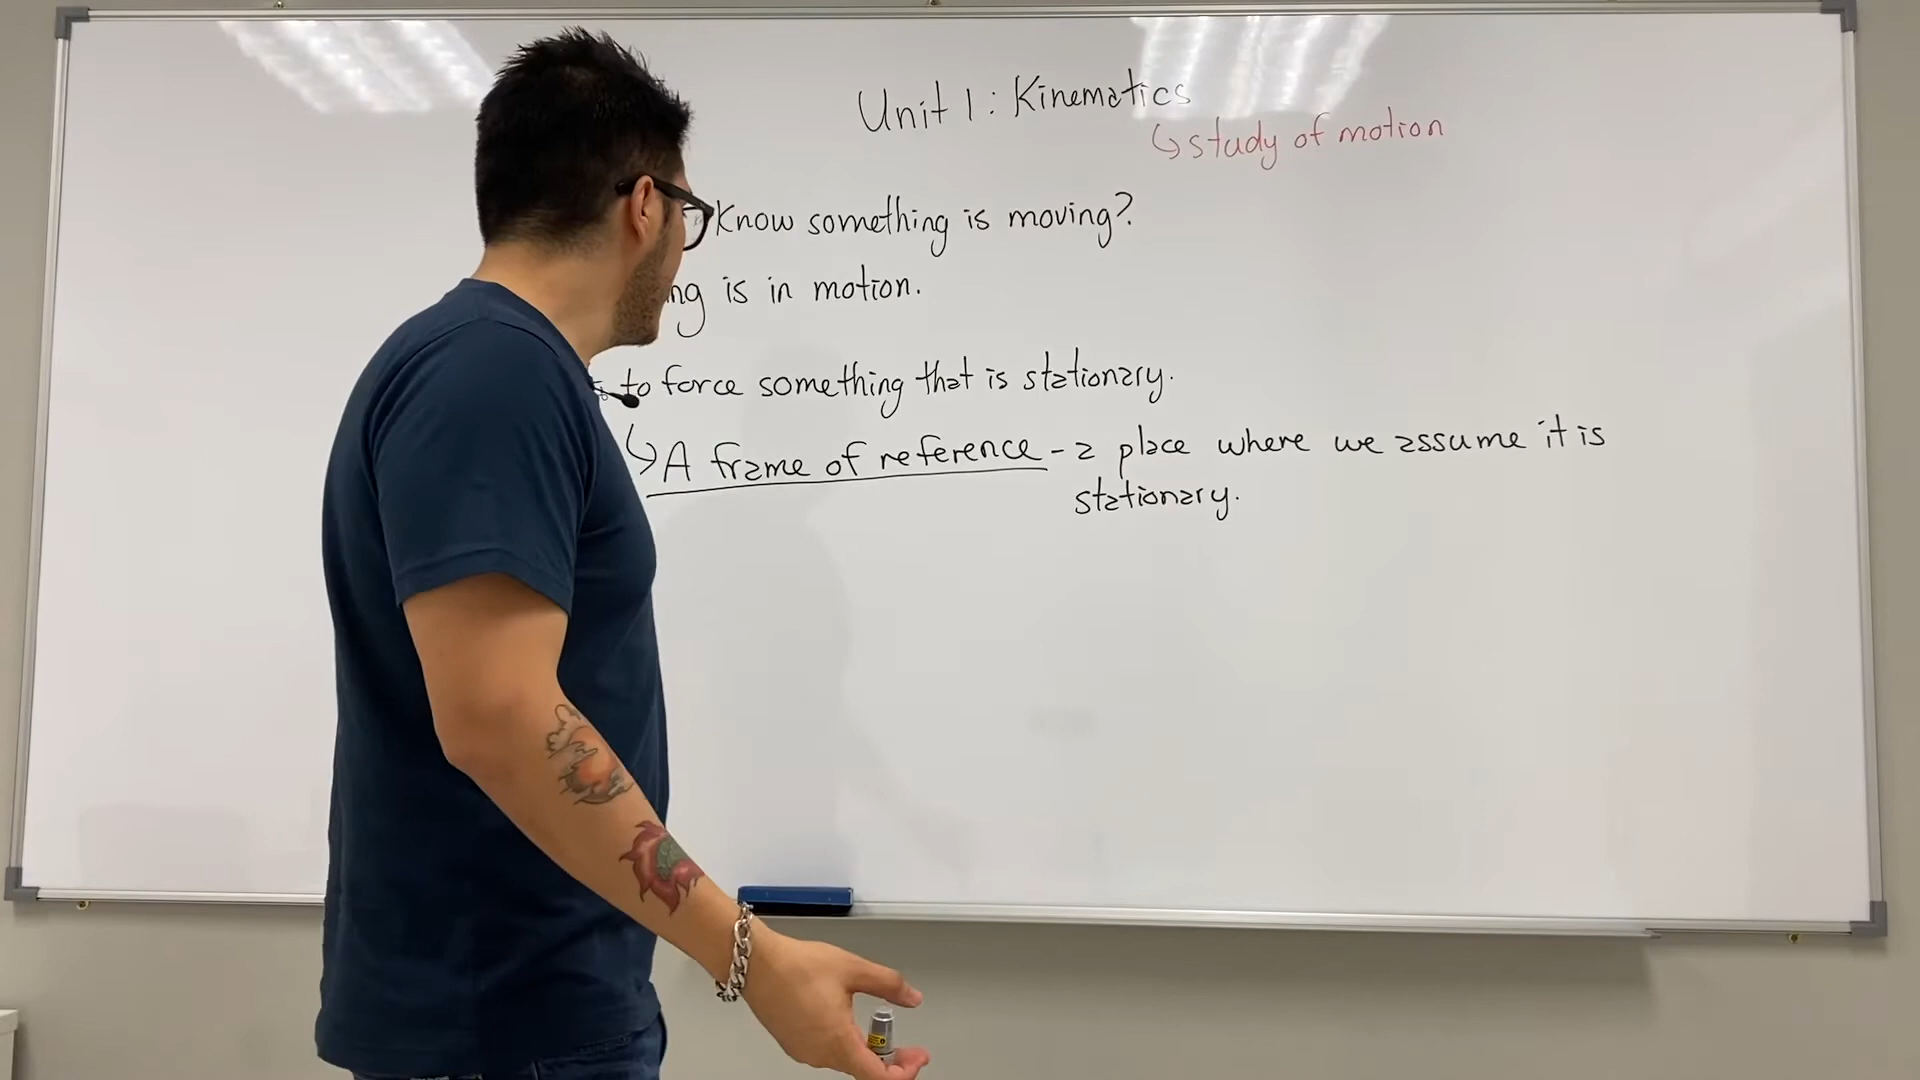 Unit 1: Kinematics
↳ study of motion
Know something is moving?
ng is in motion.
to force something that is stationary.
↳ A frame of reference - a place where we assume it is
stationary.